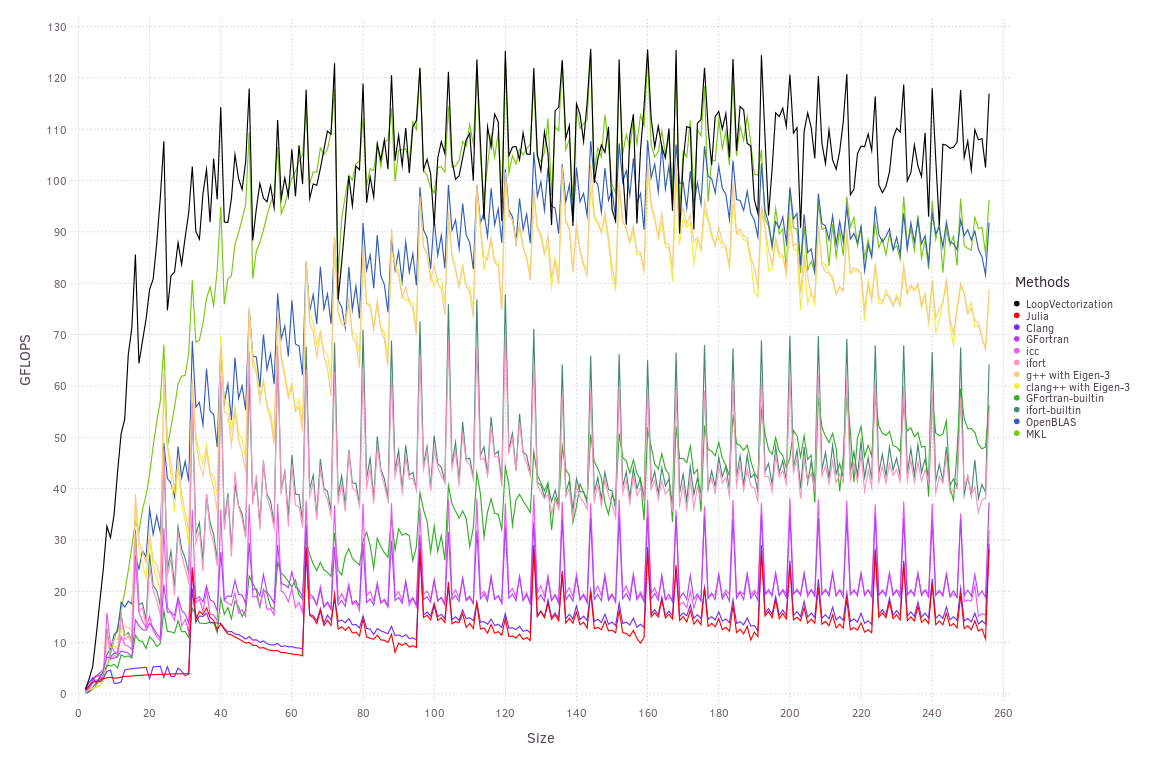 130
120
110
100
90
80
70
60
50
40
30
20
10
0
GFLOPS
0 20 40 60 80 100 120 140 160 180 200 220 240 260
Size
Methods
LoopVectorization
Julia
Clang
GFortran
icc
ifort
g++ with Eigen-3
clang++ with Eigen-3
GFortran-builtin
ifort-builtin
OpenBLAS
MKL